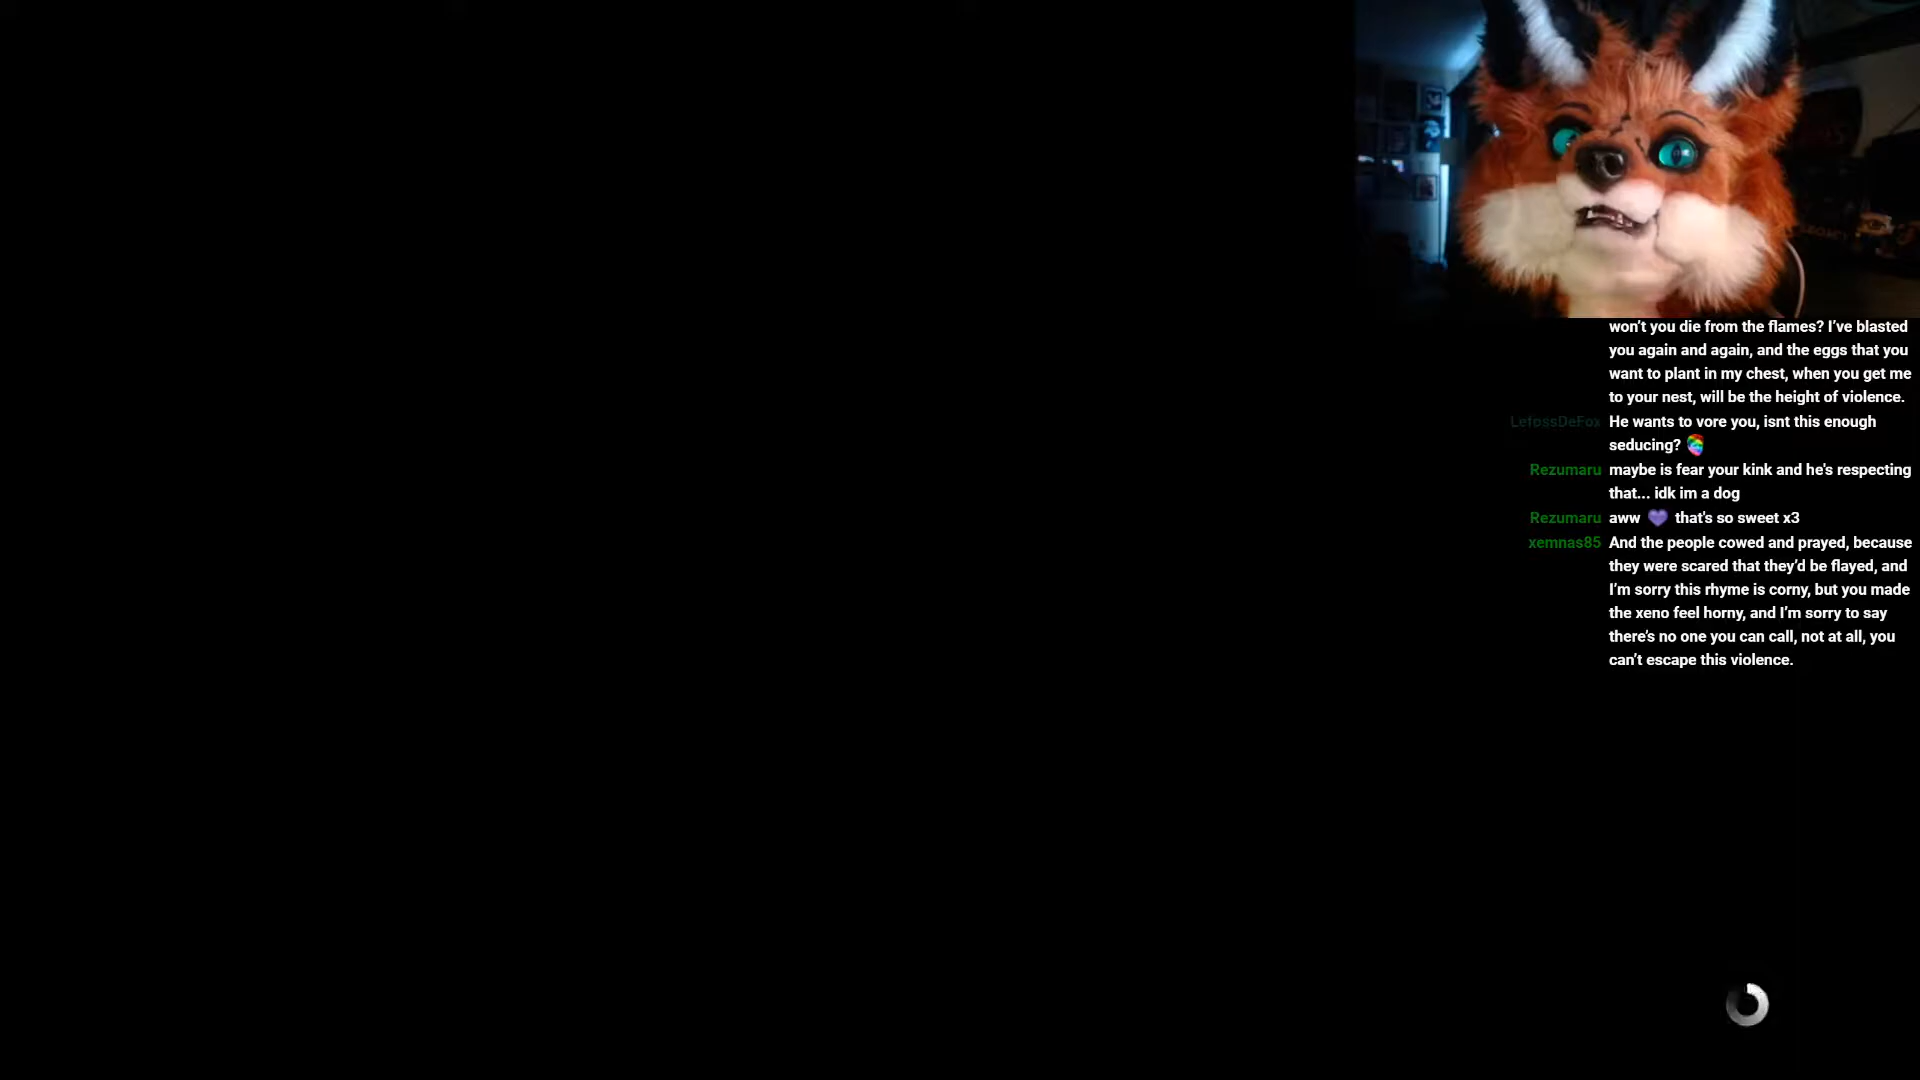 won’t you die from the flames? I’ve blasted
you again and again, and the eggs that you
want to plant in my chest, when you get me
to your nest, will be the height of violence.
LefossDeFox He wants to vore you, isnt this enough
seducing?
Rezumaru maybe is fear your kink and he's respecting
that... idk im a dog
Rezumaru aww that's so sweet x3
xemnas85 And the people cowed and prayed, because
they were scared that they’d be flayed, and
I’m sorry this rhyme is corny, but you made
the xeno feel horny, and I’m sorry to say
there’s no one you can call, not at all, you
can’t escape this violence.